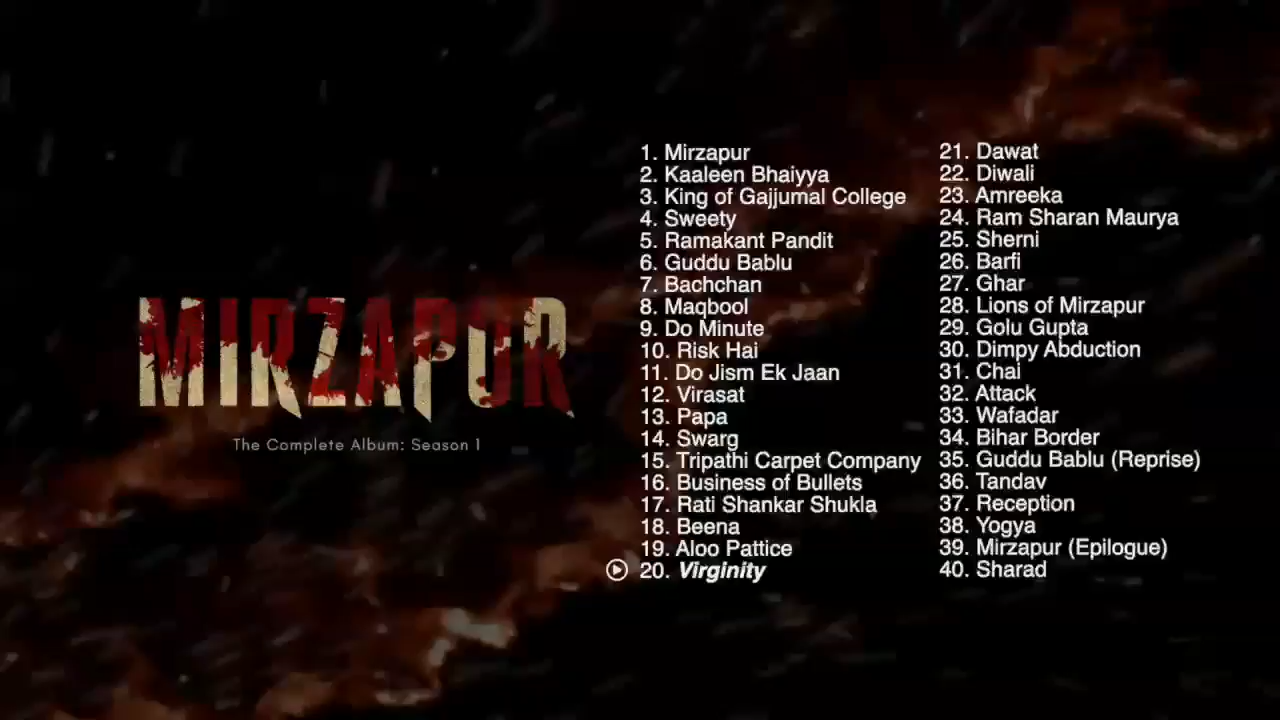 MIRZAPUR
The Complete Album: Season 1
1. Mirzapur
2. Kaaleen Bhaiyya
3. King of Gajjumal College
4. Sweety
5. Ramakant Pandit
6. Guddu Bablu
7. Bachchan
8. Maqbool
9. Do Minute
10. Risk Hai
11. Do Jism Ek Jaan
12. Virasat
13. Papa
14. Swarg
15. Tripathi Carpet Company
16. Business of Bullets
17. Rati Shankar Shukla
18. Beena
19. Aloo Pattice
20. Virginity
21. Dawat
22. Diwali
23. Amreeka
24. Ram Sharan Maurya
25. Sherni
26. Barfi
27. Ghar
28. Lions of Mirzapur
29. Golu Gupta
30. Dimpy Abduction
31. Chai
32. Attack
33. Wafadar
34. Bihar Border
35. Guddu Bablu (Reprise)
36. Tandav
37. Reception
38. Yogya
39. Mirzapur (Epilogue)
40. Sharad